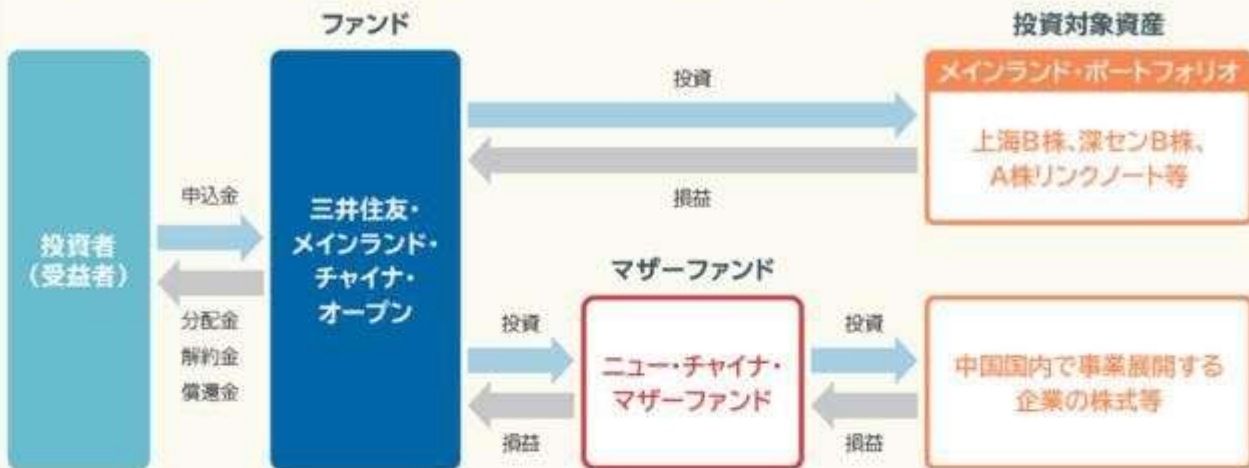 ファンド
投資対象資産
投資者
(受益者)
申込金
分配金
解約金
償還金
三井住友・
メインランド・
チャイナ・
オープン
投資
損益
メインランド・ポートフォリオ
上海B株、深センB株、
A株リンクノート等
マザーファンド
投資
損益
ニュー・チャイナ・
マザーファンド
投資
損益
中国国内で事業展開する
企業の株式等